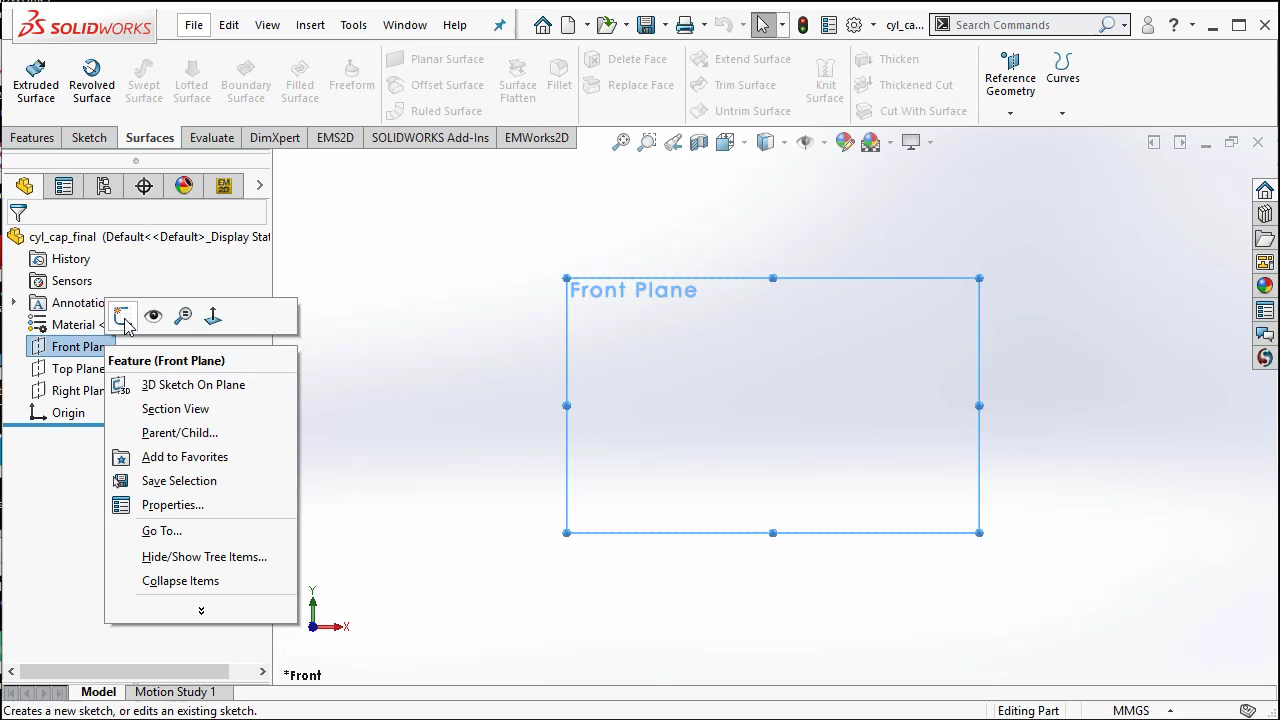 SOLIDWORKS File Edit View Insert Tools Window Help cyl_ca... Search Commands ?
Extruded Surface
Revolved Surface
Swept Surface
Lofted Surface
Boundary Surface
Filled Surface
Freeform
Planar Surface
Offset Surface
Ruled Surface
Surface Flatten
Fillet
Delete Face
Replace Face
Extend Surface
Trim Surface
Untrim Surface
Knit Surface
Thicken
Thickened Cut
Cut With Surface
Reference Geometry
Curves
Features Sketch Surfaces Evaluate DimXpert EMS2D SOLIDWORKS Add-Ins EMWorks2D
EM 2D
cyl_cap_final (Default<<Default>_Display Stat
History
Sensors
Annotatio
Material <
Front Plan
Top Plane
Right Plan
Origin
Feature (Front Plane)
3D Sketch On Plane
Section View
Parent/Child...
Add to Favorites
Save Selection
Properties...
Go To...
Hide/Show Tree Items...
Collapse Items
Front Plane
Y
X
*Front
Model Motion Study 1
Creates a new sketch, or edits an existing sketch. Editing Part MMGS